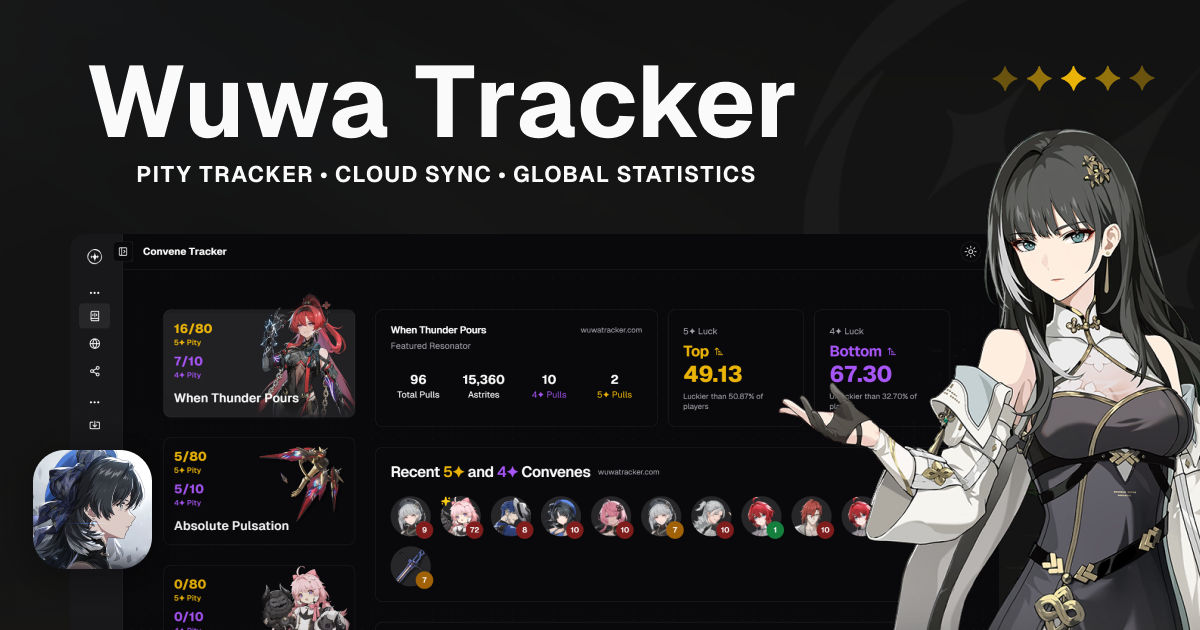 Wuwa Tracker
PITY TRACKER • CLOUD SYNC • GLOBAL STATISTICS
Convene Tracker
16/80
5✦ Pity
7/10
4✦ Pity
When Thunder Pours
When Thunder Pours
wuwatracker.com
Featured Resonator
96
15,360
10
2
Total Pulls
Astrites
4✦ Pulls
5✦ Pulls
5✦ Luck
Top
49.13
Luckier than 50.87% of
players
4✦ Luck
Bottom
67.30
than 32.70% of
5/80
5✦ Pity
5/10
4✦ Pity
Absolute Pulsation
Recent 5✦ and 4✦ Convenes
wuwatracker.com
9
72
8
10
10
7
10
1
10
7
0/80
5✦ Pity
0/10